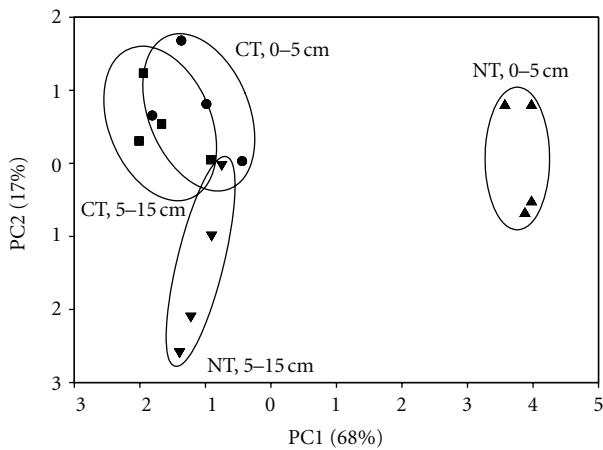 2
CT, 0–5 cm
NT, 0–5 cm
1
0
CT, 5–15 cm
PC2 (17%)
1
2
NT, 5–15 cm
3
3 2 1 0 1 2 3 4 5
PC1 (68%)